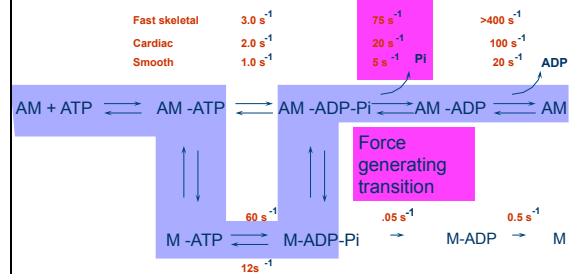 Fast skeletal 3.0 s-1 75 s-1 >400 s-1
Cardiac 2.0 s-1 20 s-1 100 s-1
Smooth 1.0 s-1 5 s-1 Pi 20 s-1 ADP
AM + ATP AM -ATP AM -ADP-Pi AM -ADP AM
Force
generating
transition
60 s-1 .05 s-1 0.5 s-1
M -ATP M-ADP-Pi M-ADP M
12s-1